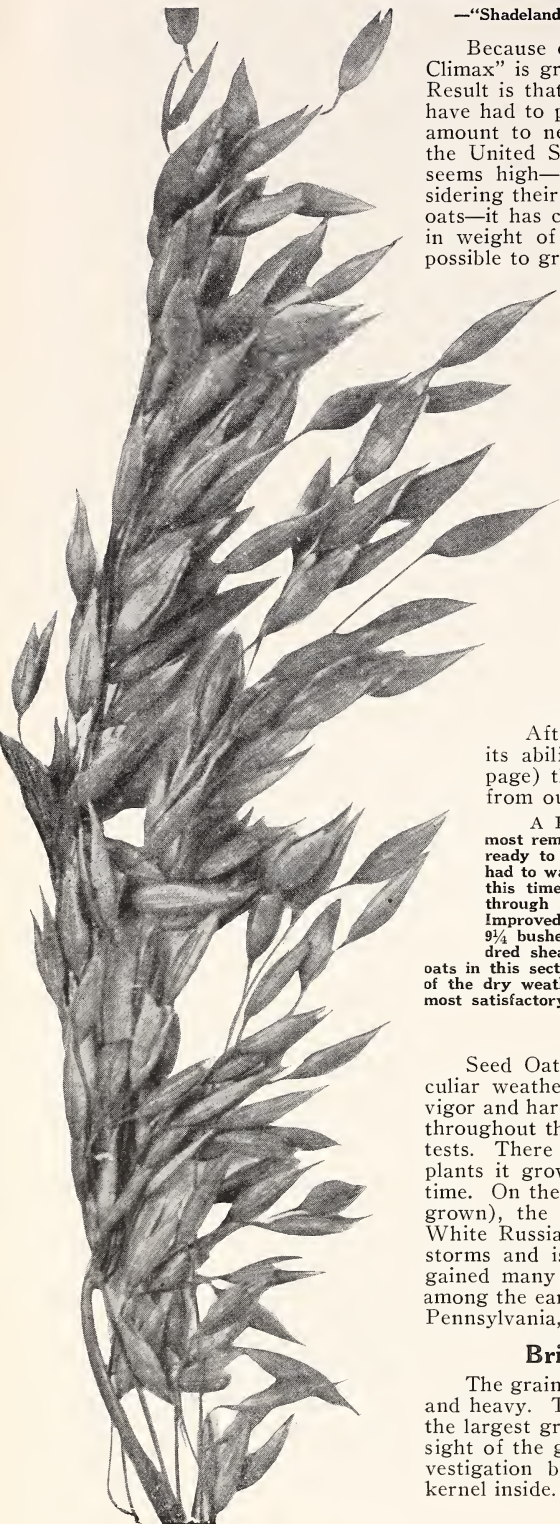 —“Shadeland
Because
Climax” is gr
Result is that
have had to p
amount to ne
the United S
seems high—
sidering their
oats—it has c
in weight of
possible to gr
Aft
its abili
page) t
from ou
A
most rem
ready to
had to wa
this time
through
Improved
9¼ bushe
dred shea
oats in this sect
of the dry weat
most satisfactory
Seed Oat
culiar weathe
vigor and har
throughout th
tests. There
plants it grow
time. On the
grown), the
White Russia
storms and is
gained many
among the ear
Pennsylvania,
Bri
The grain
and heavy. T
the largest gr
sight of the g
vestigation b
kernel inside.